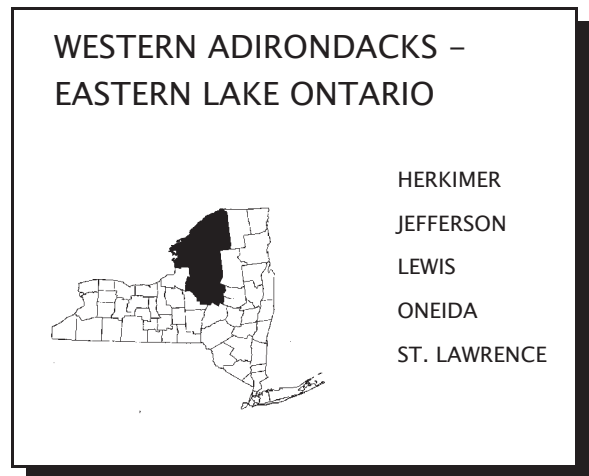 WESTERN ADIRONDACKS –
EASTERN LAKE ONTARIO
HERKIMER
JEFFERSON
LEWIS
ONEIDA
ST. LAWRENCE